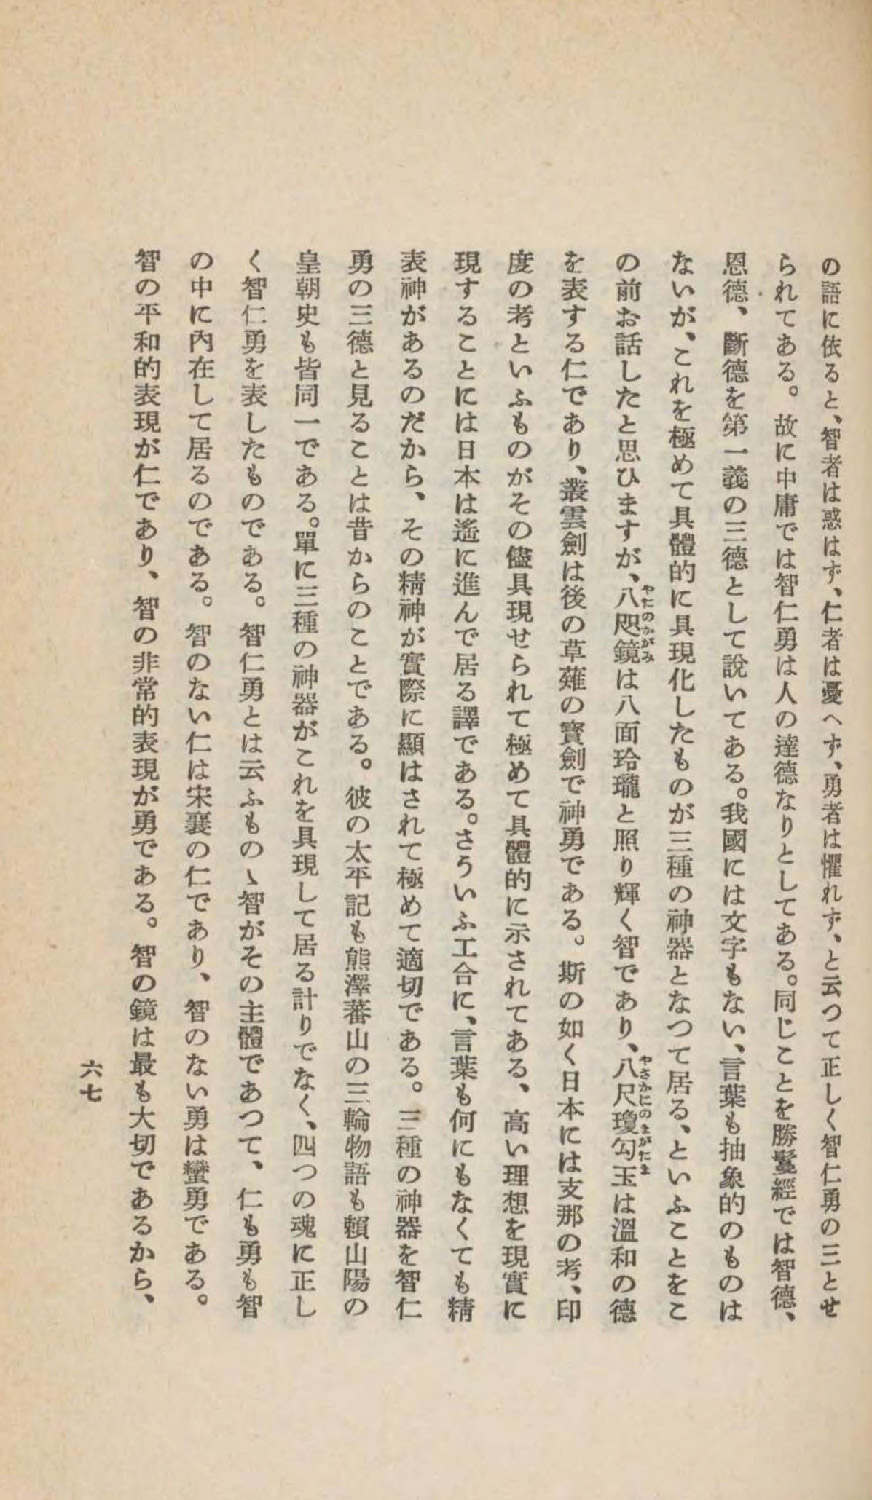 の語に依ると、智者は惑はず、仁者は憂へず、勇者は懼れず、と云つて正しく智仁勇の三とせ
られてある。故に中庸では智仁勇は人の達德なりとしてある。同じことを勝鬘經では智德、
恩德、斷德を第一義の三德として說いてある。我國には文字もない、言葉も抽象的のものは
ないが、これを極めて具體的に具現化したものが三種の神器となつて居る、といふことをこ
の前お話したと思ひますが、八咫鏡は八面玲瓏と照り輝く智であり、八尺瓊勾玉は溫和の德
やたのかがみ
やさかにのまがたま
を表する仁であり、叢雲劍は後の草薙の寶劍で神勇である。斯の如く日本には支那の考、印
度の考といふものがその儘具現せられて極めて具體的に示されてある、高い理想を現實に
現することには日本は遙に進んで居る譯である。さういふ工合に、言葉も何にもなくても精
表神があるのだから、その精神が實際に顯はされて極めて適切である。三種の神器を智仁
勇の三德と見ることは昔からのことである。彼の太平記も熊澤蕃山の三輪物語も賴山陽の
皇朝史も皆同一である。單に三種の神器がこれを具現して居る計りでなく、四つの魂に正し
く智仁勇を表したものである。智仁勇とは云ふものゝ智がその主體であつて、仁も勇も智
の中に內在して居るのである。智のない仁は宋襄の仁であり、智のない勇は蠻勇である。
智の平和的表現が仁であり、智の非常的表現が勇である。智の鏡は最も大切であるから、
六七